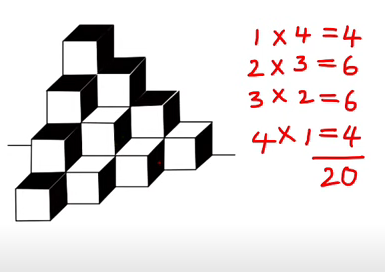 1 × 4 = 4
2 × 3 = 6
3 × 2 = 6
4 × 1 = 4
20